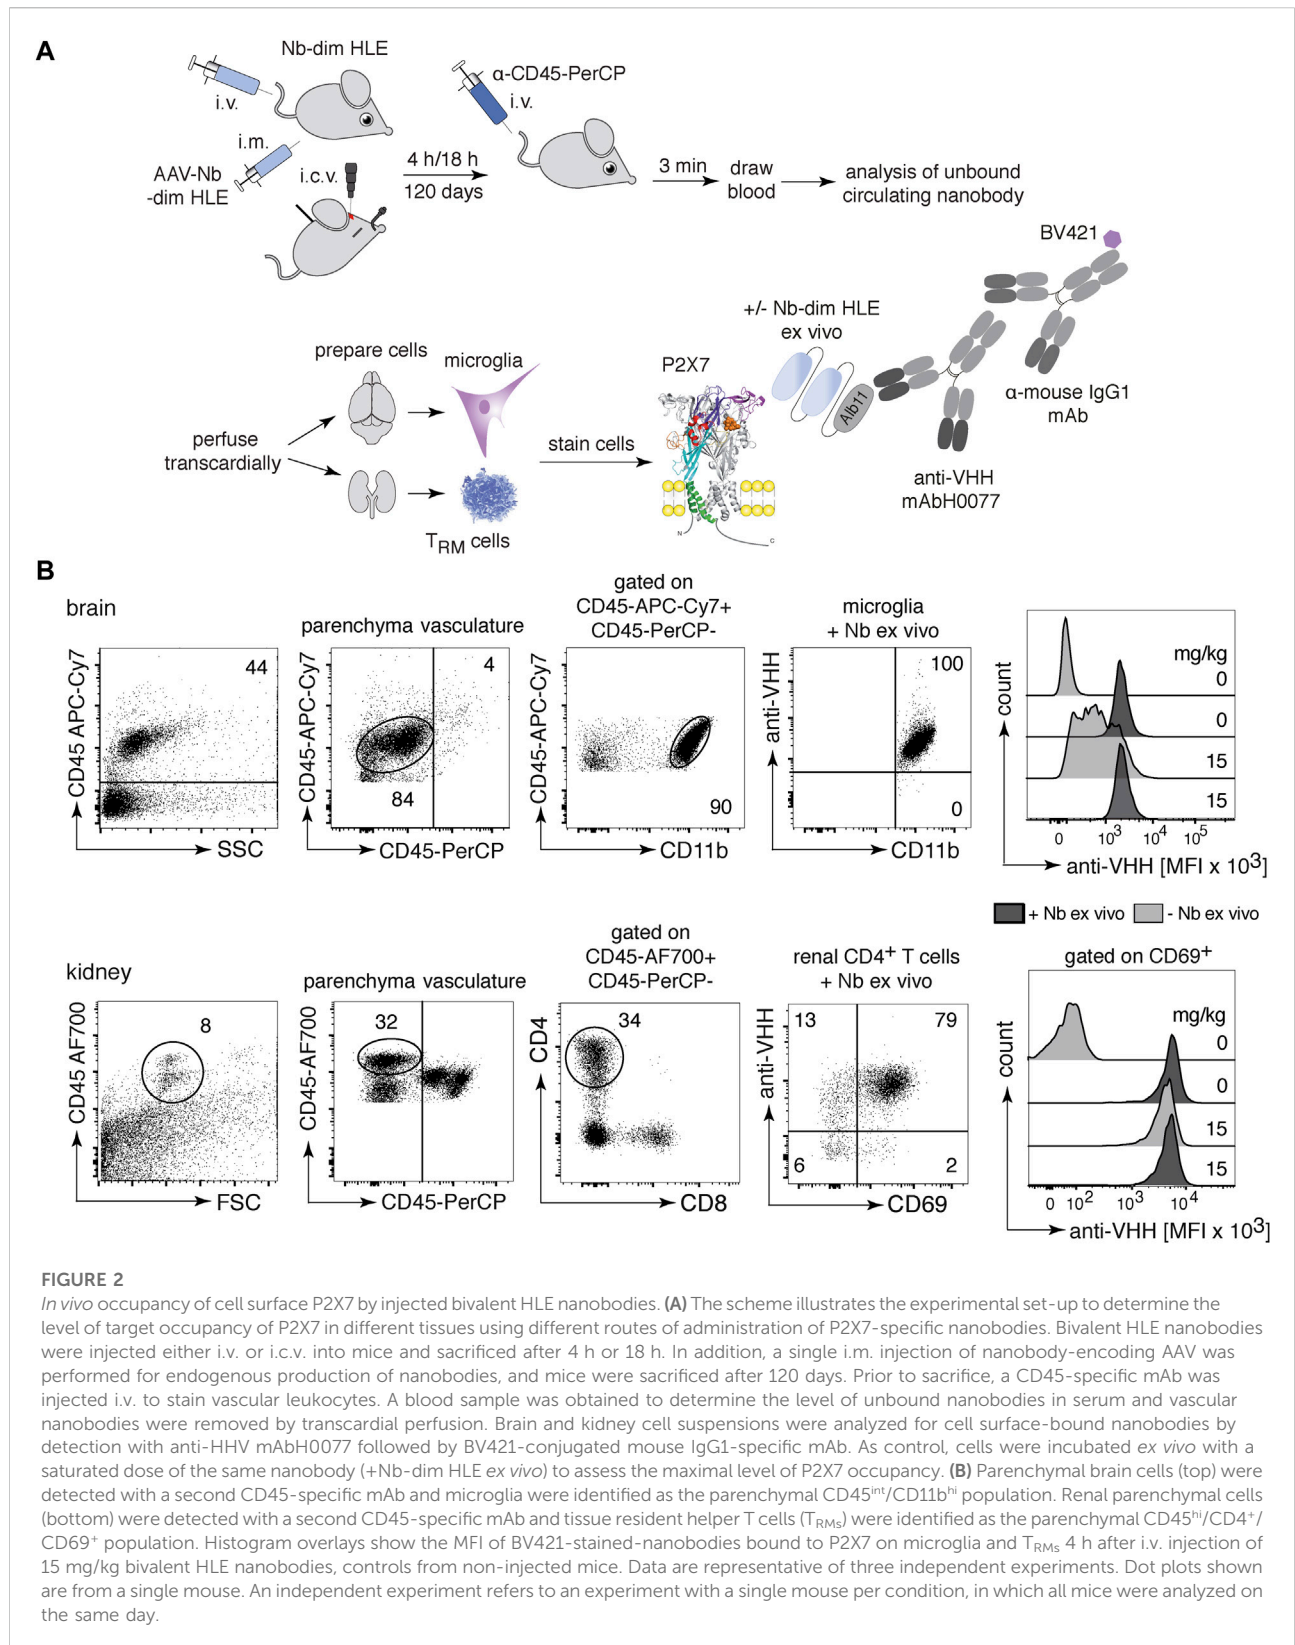 A
Nb-dim HLE
i.v.
i.m.
AAV-Nb
-dim HLE
i.c.v.
4 h/18 h
120 days
α-CD45-PerCP
i.v.
3 min
draw
blood
analysis of unbound
circulating nanobody
BV421
+/- Nb-dim HLE
ex vivo
prepare cells
microglia
P2X7
Alb11
α-mouse IgG1
mAb
perfuse
transcardially
stain cells
anti-VHH
mAbH0077
TRM cells
N
C
B
brain
CD45 APC-Cy7
44
SSC
parenchyma vasculature
CD45-APC-Cy7
4
84
CD45-PerCP
gated on
CD45-APC-Cy7+
CD45-PerCP-
CD45-APC-Cy7
90
CD11b
microglia
+ Nb ex vivo
anti-VHH
100
0
CD11b
count
mg/kg
0
0
15
15
0 10³ 10⁴ 10⁵
anti-VHH [MFI x 10³]
+ Nb ex vivo - Nb ex vivo
kidney
CD45 AF700
8
FSC
parenchyma vasculature
CD45-AF700
32
CD45-PerCP
gated on
CD45-AF700+
CD45-PerCP-
CD4
34
CD8
renal CD4⁺ T cells
+ Nb ex vivo
anti-VHH
13 79
6 2
CD69
gated on CD69⁺
count
mg/kg
0
0
15
15
0 10² 10³ 10⁴
anti-VHH [MFI x 10³]
FIGURE 2
In vivo occupancy of cell surface P2X7 by injected bivalent HLE nanobodies. (A) The scheme illustrates the experimental set-up to determine the
level of target occupancy of P2X7 in different tissues using different routes of administration of P2X7-specific nanobodies. Bivalent HLE nanobodies
were injected either i.v. or i.c.v. into mice and sacrificed after 4 h or 18 h. In addition, a single i.m. injection of nanobody-encoding AAV was
performed for endogenous production of nanobodies, and mice were sacrificed after 120 days. Prior to sacrifice, a CD45-specific mAb was
injected i.v. to stain vascular leukocytes. A blood sample was obtained to determine the level of unbound nanobodies in serum and vascular
nanobodies were removed by transcardial perfusion. Brain and kidney cell suspensions were analyzed for cell surface-bound nanobodies by
detection with anti-HHV mAbH0077 followed by BV421-conjugated mouse IgG1-specific mAb. As control, cells were incubated ex vivo with a
saturated dose of the same nanobody (+Nb-dim HLE ex vivo) to assess the maximal level of P2X7 occupancy. (B) Parenchymal brain cells (top) were
detected with a second CD45-specific mAb and microglia were identified as the parenchymal CD45ⁱⁿᵗ/CD11bʰⁱ population. Renal parenchymal cells
(bottom) were detected with a second CD45-specific mAb and tissue resident helper T cells (TRMs) were identified as the parenchymal CD45ʰⁱ/CD4⁺/
CD69⁺ population. Histogram overlays show the MFI of BV421-stained-nanobodies bound to P2X7 on microglia and TRMs 4 h after i.v. injection of
15 mg/kg bivalent HLE nanobodies, controls from non-injected mice. Data are representative of three independent experiments. Dot plots shown
are from a single mouse. An independent experiment refers to an experiment with a single mouse per condition, in which all mice were analyzed on
the same day.